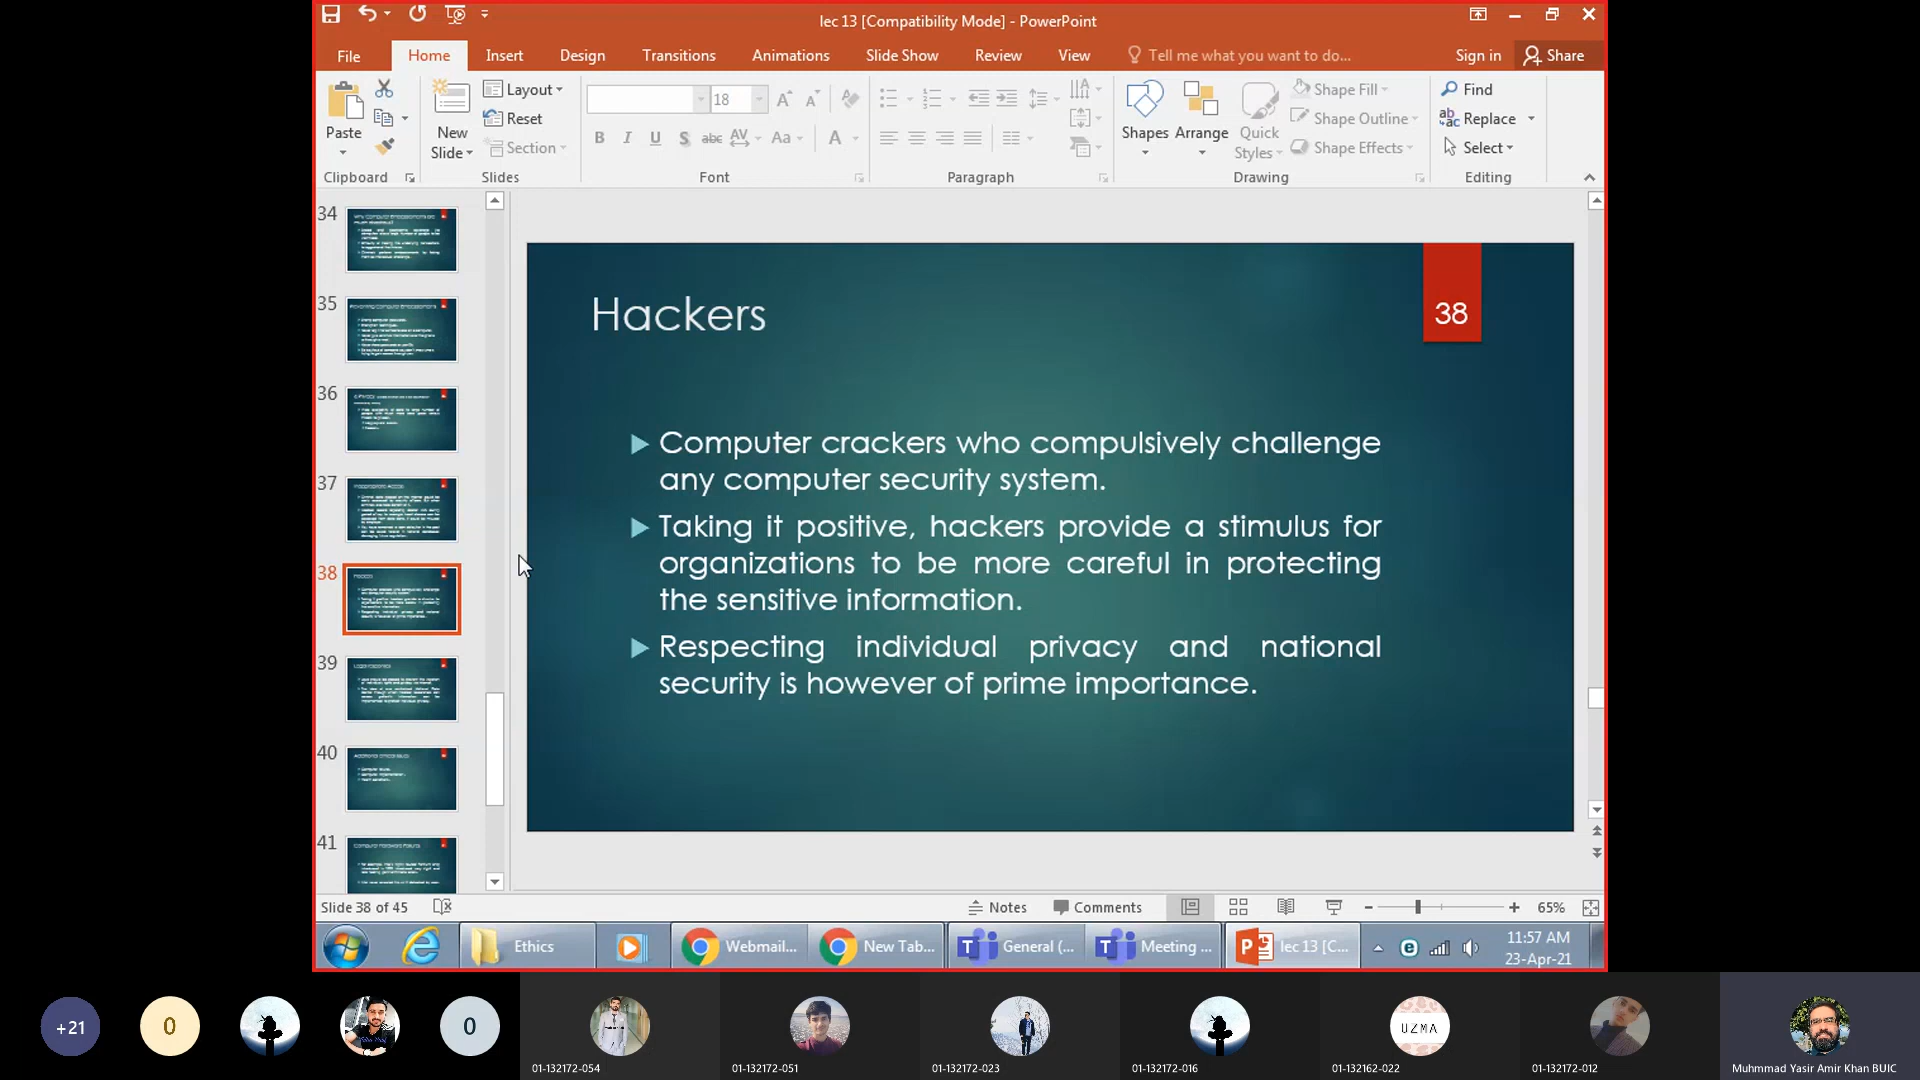 lec 13 [Compatibility Mode] - PowerPoint
File Home Insert Design Transitions Animations Slide Show Review View Tell me what you want to do... Sign in Share
Paste
New Slide
Layout
Reset
Section
18
B I U S abc AV Aa A
Shapes
Arrange
Quick Styles
Shape Fill
Shape Outline
Shape Effects
Find
Replace
Select
Clipboard Slides Font Paragraph Drawing Editing
34
35
36
37
38
39
40
41
Hackers
38
Computer crackers who compulsively challenge
any computer security system.
Taking it positive, hackers provide a stimulus for
organizations to be more careful in protecting
the sensitive information.
Respecting individual privacy and national
security is however of prime importance.
Slide 38 of 45
Notes Comments 65%
Ethics
Webmail...
New Tab...
General (...
Meeting ...
lec 13 [C...
11:57 AM
23-Apr-21
+21
0
0
UZMA
01-132172-054
01-132172-051
01-132172-023
01-132172-016
01-132162-022
01-132172-012
Muhmmad Yasir Amir Khan BUIC